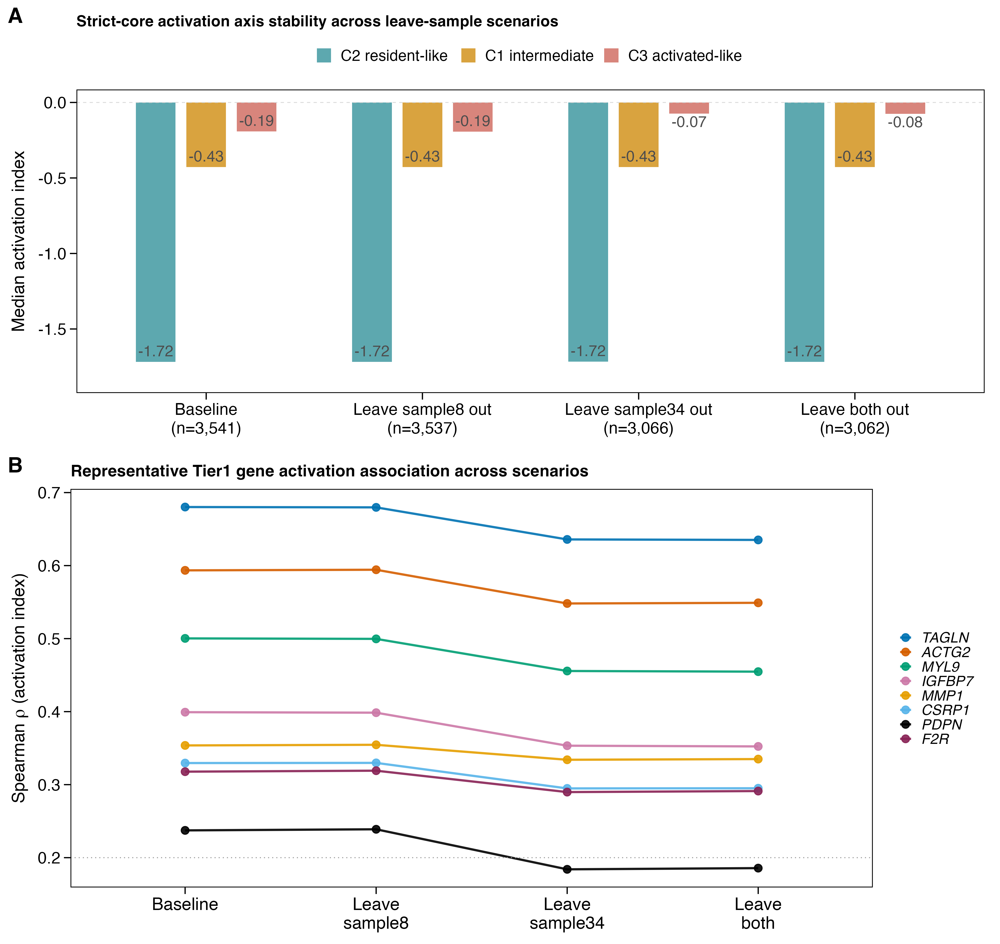 A
Strict-core activation axis stability across leave-sample scenarios
C2 resident-like
C1 intermediate
C3 activated-like
Median activation index
0.0
-0.5
-1.0
-1.5
-1.72
-0.43
-0.19
-1.72
-0.43
-0.19
-1.72
-0.43
-0.07
-1.72
-0.43
-0.08
Baseline
(n=3,541)
Leave sample8 out
(n=3,537)
Leave sample34 out
(n=3,066)
Leave both out
(n=3,062)
B
Representative Tier1 gene activation association across scenarios
Spearman ρ (activation index)
0.7
0.6
0.5
0.4
0.3
0.2
Baseline
Leave
sample8
Leave
sample34
Leave
both
TAGLN
ACTG2
MYL9
IGFBP7
MMP1
CSRP1
PDPN
F2R